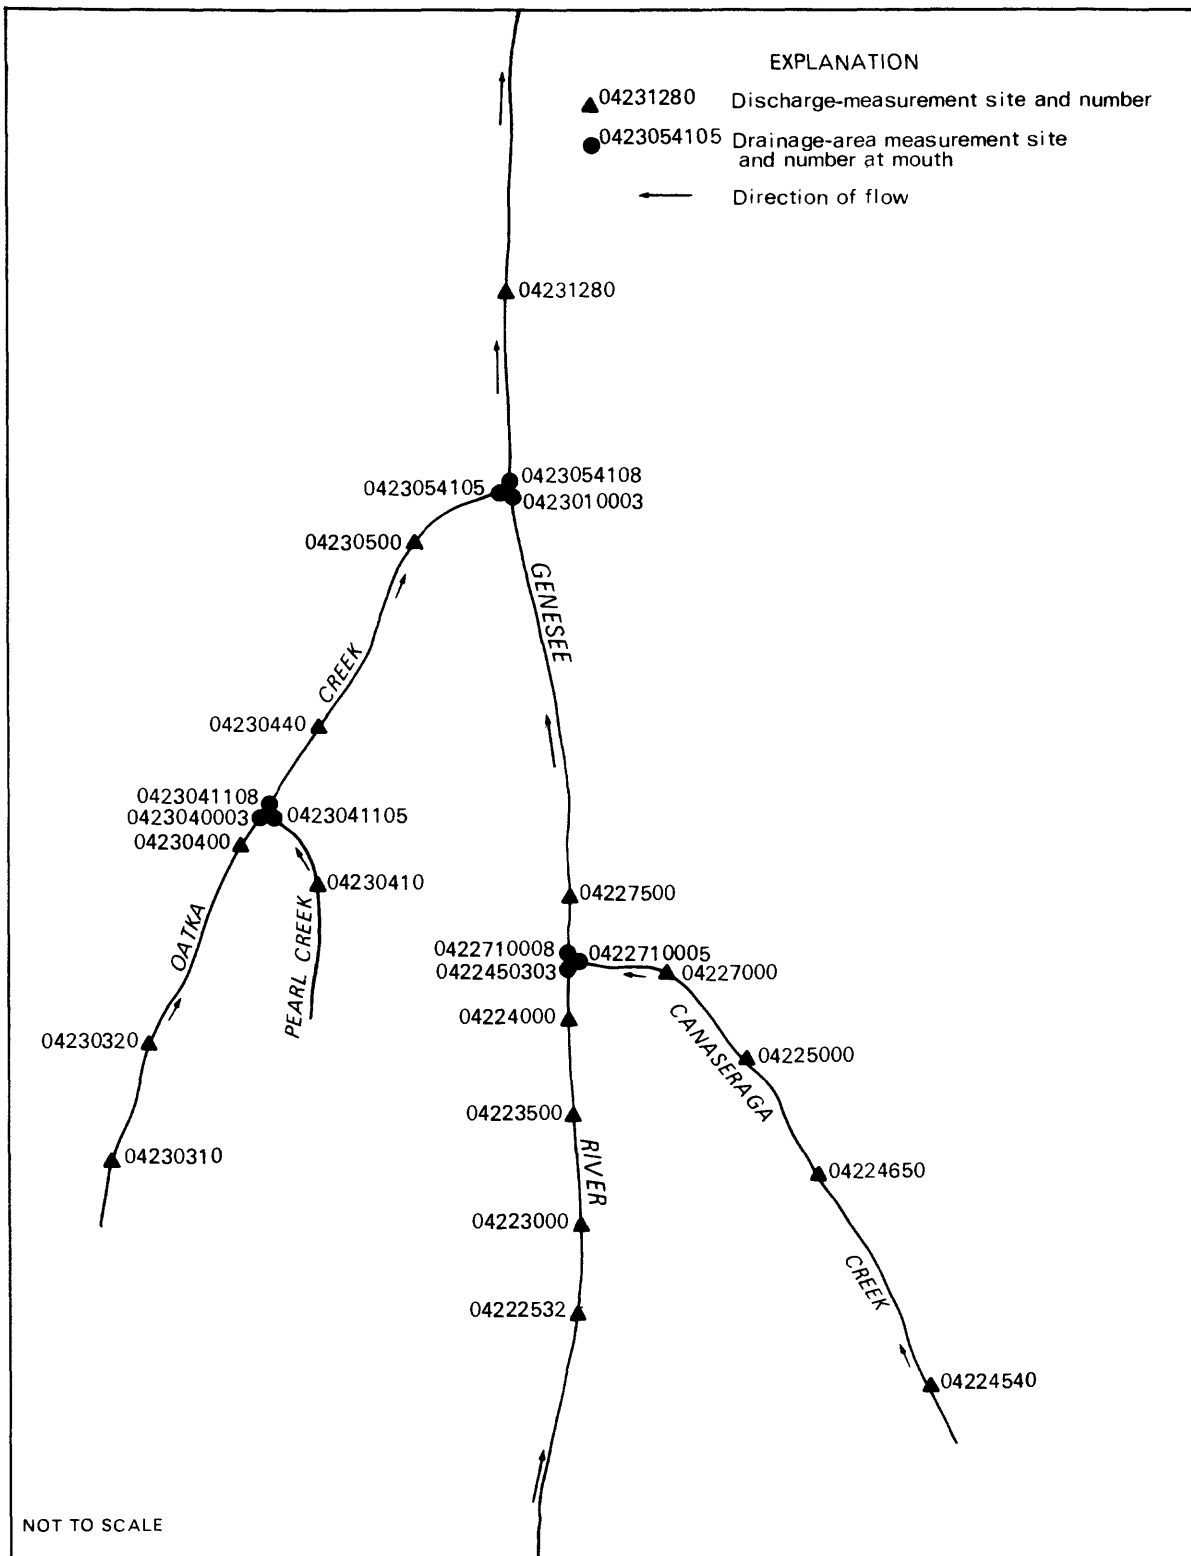 EXPLANATION
04231280 Discharge-measurement site and number
0423054105 Drainage-area measurement site
and number at mouth
Direction of flow
04231280
0423054108
0423054105
0423010003
04230500
GENESEE
CREEK
04230440
0423041108
0423040003
0423041105
04230400
04230410
04227500
OATKA
PEARL CREEK
0422710008
0422710005
0422450303
04227000
04224000
CANASERAGA
04230320
04225000
04223500
RIVER
04230310
04224650
04223000
CREEK
04222532
04224540
NOT TO SCALE